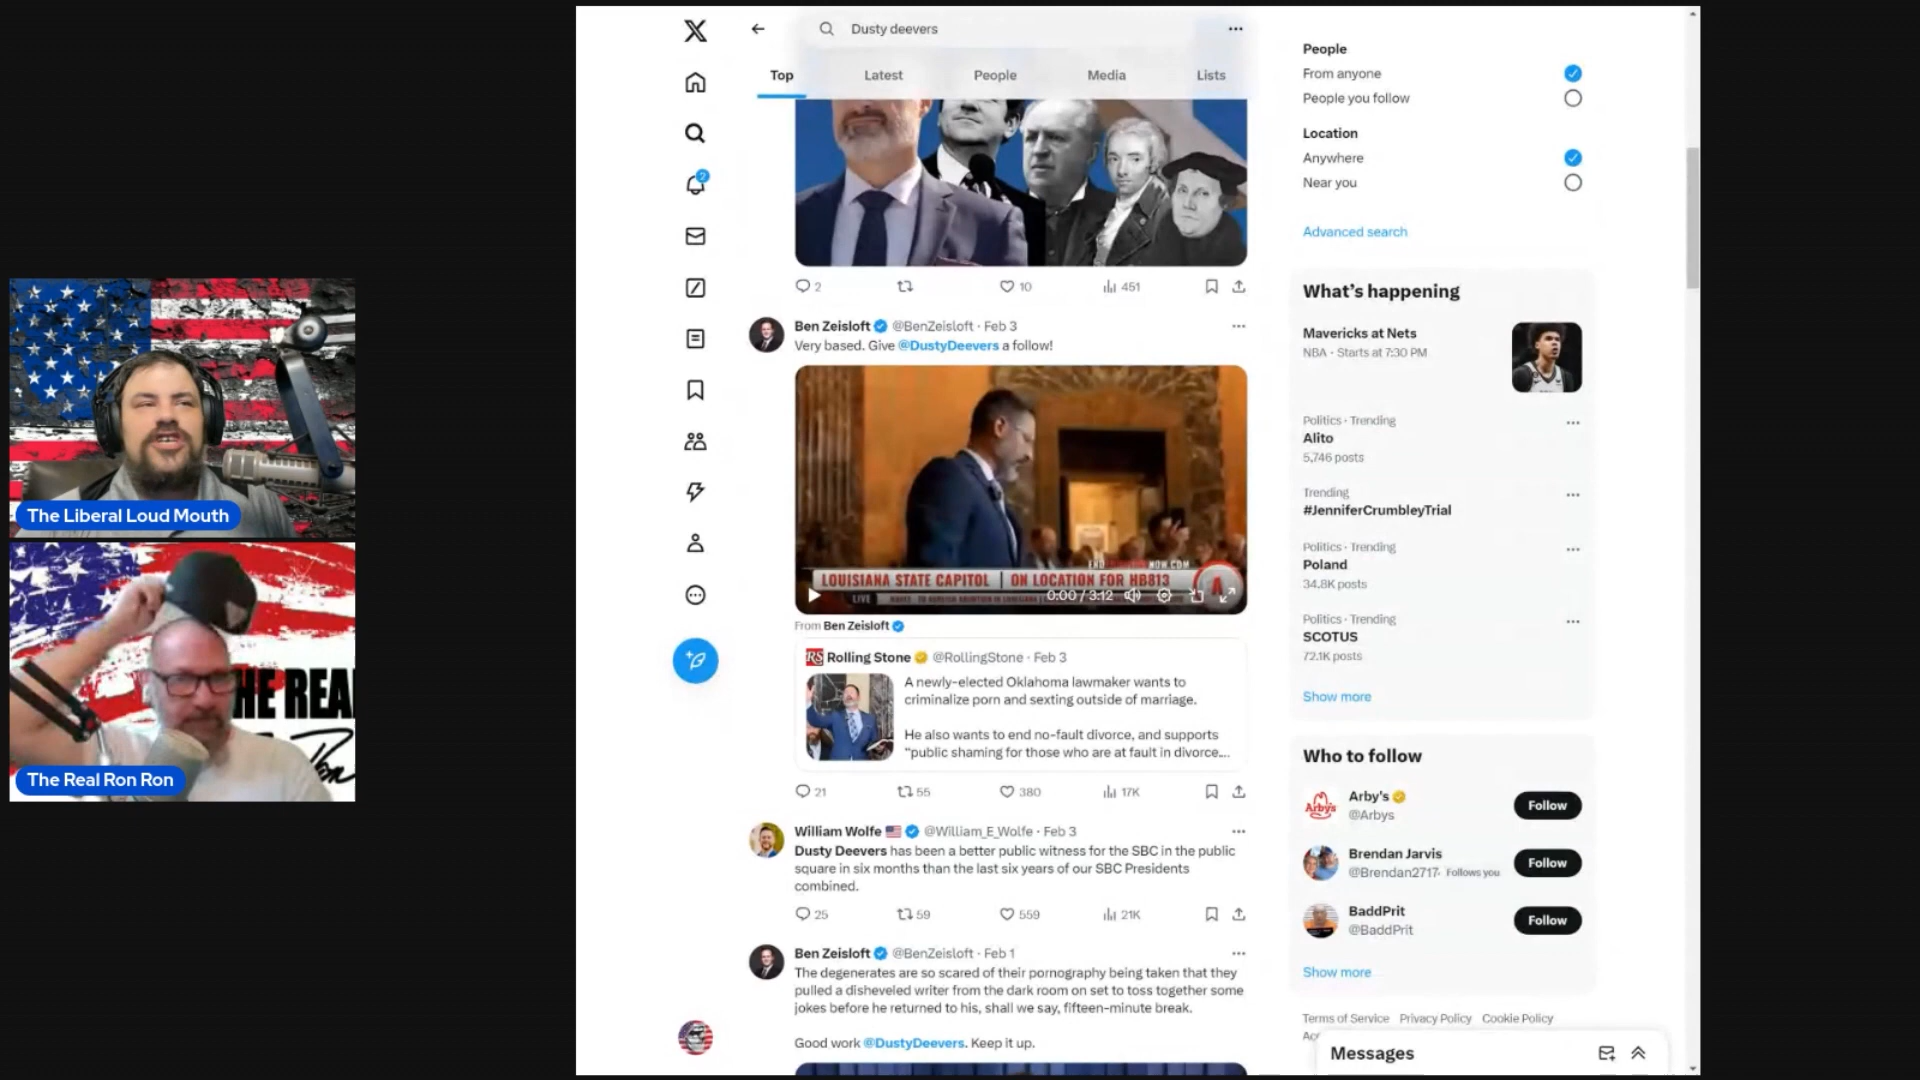 The Liberal Loud Mouth
THE REAL
The Real Ron Ron
Dusty deevers
Top
Latest
People
Media
Lists
2
2
10
451
Ben Zeisloft @BenZeisloft · Feb 3
Very based. Give @DustyDeevers a follow!
LOUISIANA STATE CAPITOL | ON LOCATION FOR HB813
LIVE
0:00 / 3:12
From Ben Zeisloft
RS Rolling Stone @RollingStone · Feb 3
A newly-elected Oklahoma lawmaker wants to
criminalize porn and sexting outside of marriage.
He also wants to end no-fault divorce, and supports
“public shaming for those who are at fault in divorce...
21
55
380
17K
William Wolfe @William_E_Wolfe · Feb 3
Dusty Deevers has been a better public witness for the SBC in the public
square in six months than the last six years of our SBC Presidents
combined.
25
59
559
21K
Ben Zeisloft @BenZeisloft · Feb 1
The degenerates are so scared of their pornography being taken that they
pulled a disheveled writer from the dark room on set to toss together some
jokes before he returned to his, shall we say, fifteen-minute break.
Good work @DustyDeevers. Keep it up.
People
From anyone
People you follow
Location
Anywhere
Near you
Advanced search
What’s happening
Mavericks at Nets
NBA · Starts at 7:30 PM
Politics · Trending
Alito
5,746 posts
Trending
#JenniferCrumbleyTrial
Politics · Trending
Poland
34.8K posts
Politics · Trending
SCOTUS
72.1K posts
Show more
Who to follow
Arby's
@Arbys
Follow
Brendan Jarvis
@Brendan2717 Follows you
Follow
BaddPrit
@BaddPrit
Follow
Show more
Terms of Service Privacy Policy Cookie Policy
Messages